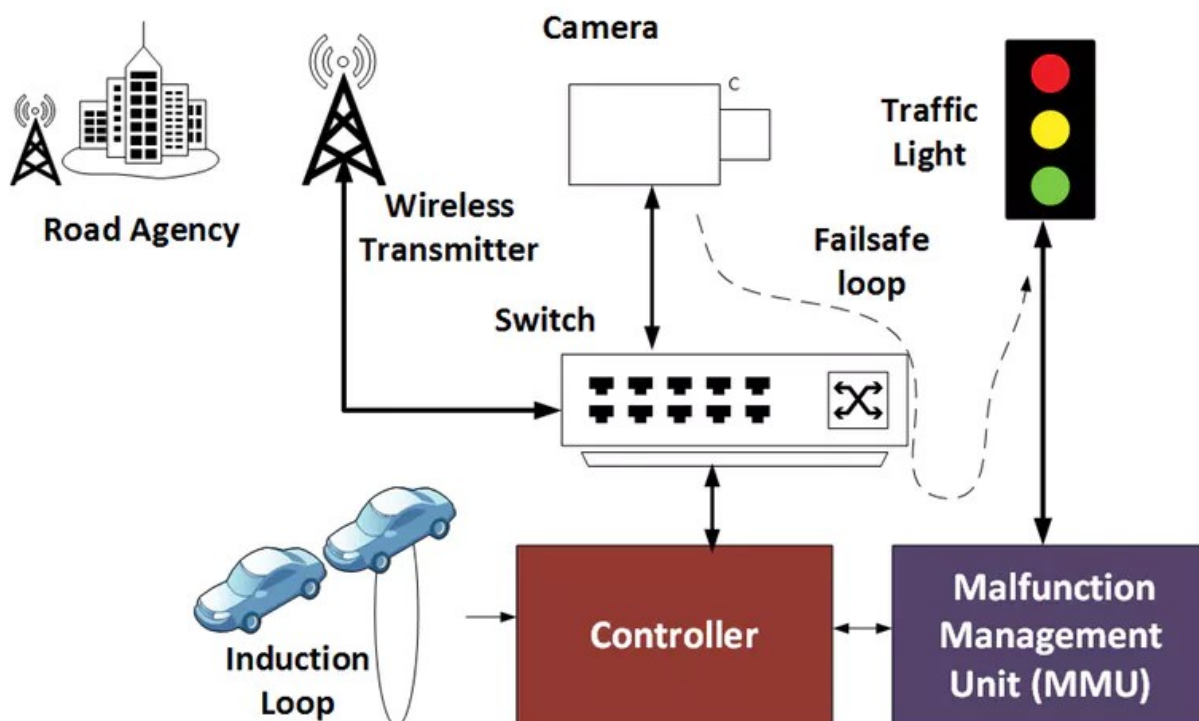 Camera
C
Traffic
Light
Road Agency
Wireless
Transmitter
Failsafe
loop
Switch
Induction
Loop
Controller
Malfunction
Management
Unit (MMU)